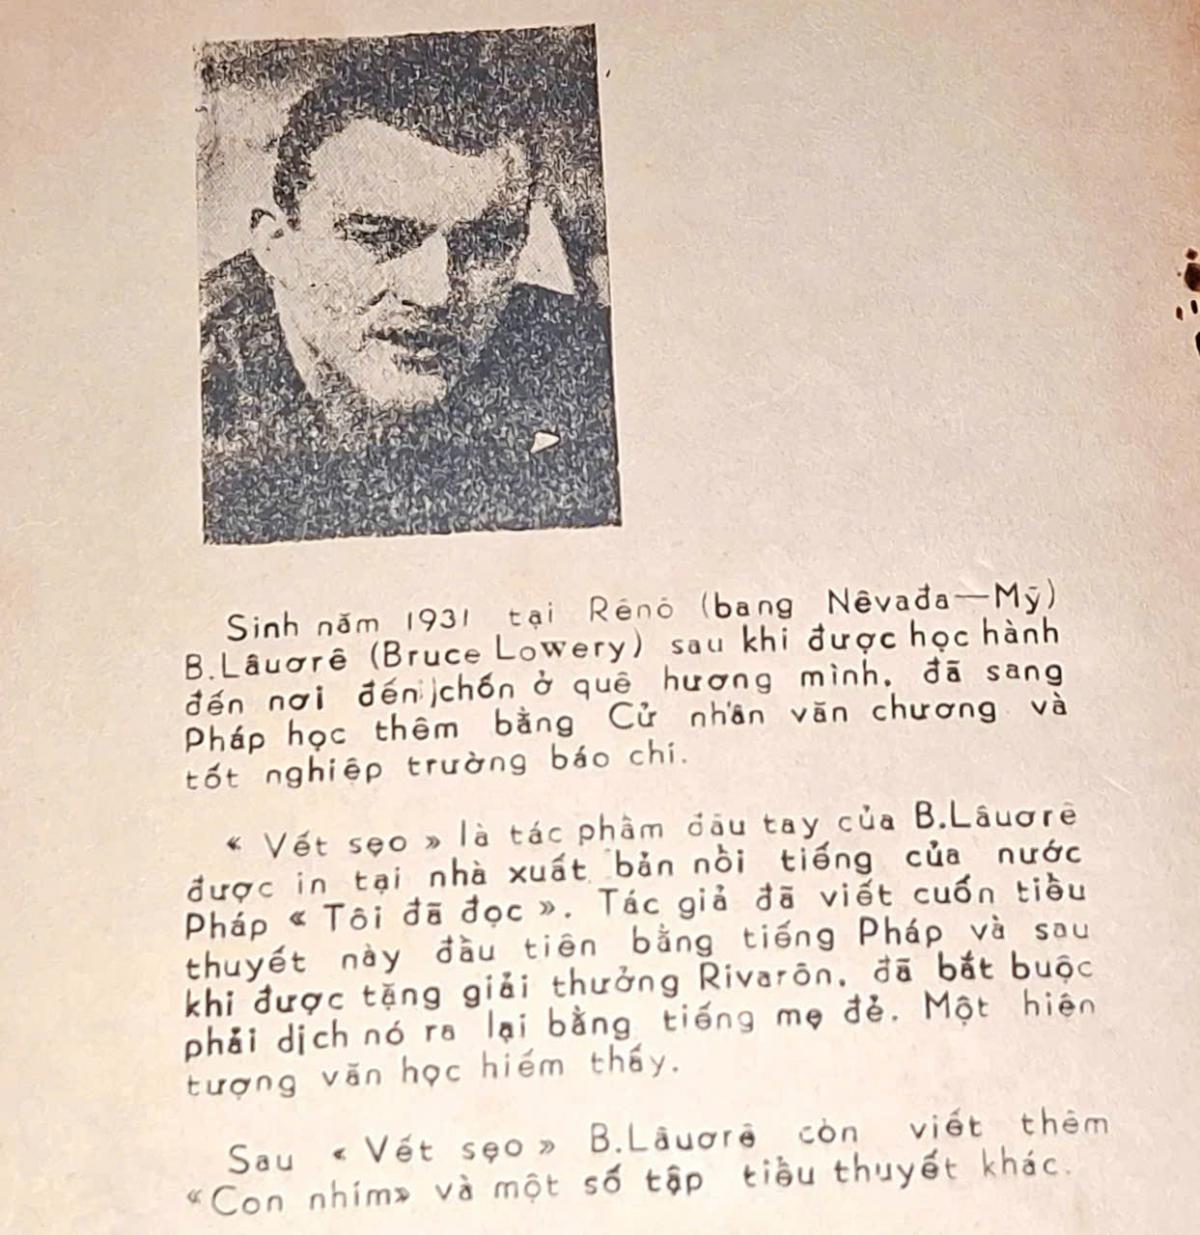 Sinh năm 1931 tại Rênô (bang Nêvađa—Mỹ)
B.Lâuơrê (Bruce Lowery) sau khi được học hành
đến nơi đến chốn ở quê hương mình, đã sang
Pháp học thêm bằng Cử nhân văn chương và
tốt nghiệp trường báo chí.
« Vết sẹo » là tác phẩm đầu tay của B.Lâuơrê
được in tại nhà xuất bản nổi tiếng của nước
Pháp « Tôi đã đọc ». Tác giả đã viết cuốn tiểu
thuyết này đầu tiên bằng tiếng Pháp và sau
khi được tặng giải thưởng Rivarôn, đã bắt buộc
phải dịch nó ra lại bằng tiếng mẹ đẻ. Một hiện
tượng văn học hiếm thấy.
Sau « Vết sẹo » B.Lâuơrê còn viết thêm
«Con nhím» và một số tập tiểu thuyết khác.